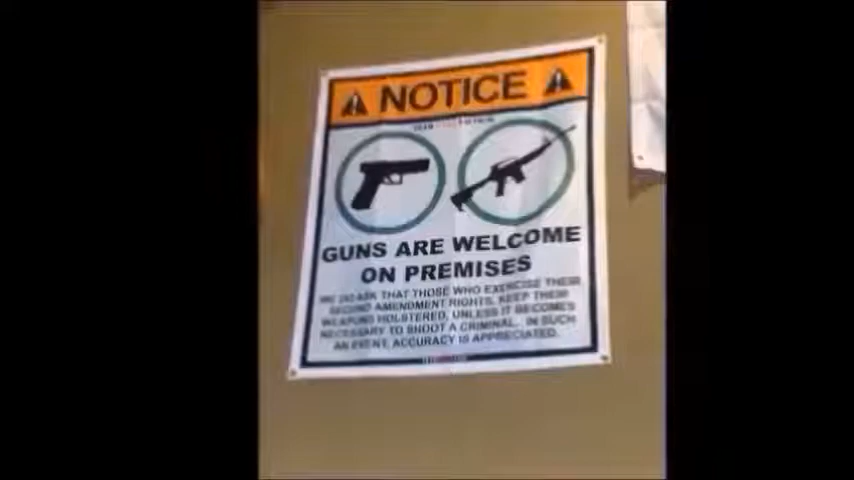 NOTICE
GUNS ARE WELCOME
ON PREMISES
WE DO ASK THAT THOSE WHO EXERCISE THEIR
SECOND AMENDMENT RIGHTS, KEEP THEIR
WEAPONS HOLSTERED, UNLESS IT BECOMES
NECESSARY TO SHOOT A CRIMINAL. IN SUCH
AN EVENT, ACCURACY IS APPRECIATED.